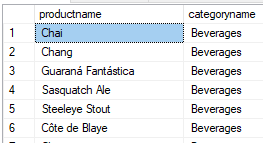 productname categoryname
1 Chai Beverages
2 Chang Beverages
3 Guaraná Fantástica Beverages
4 Sasquatch Ale Beverages
5 Steeleye Stout Beverages
6 Côte de Blaye Beverages